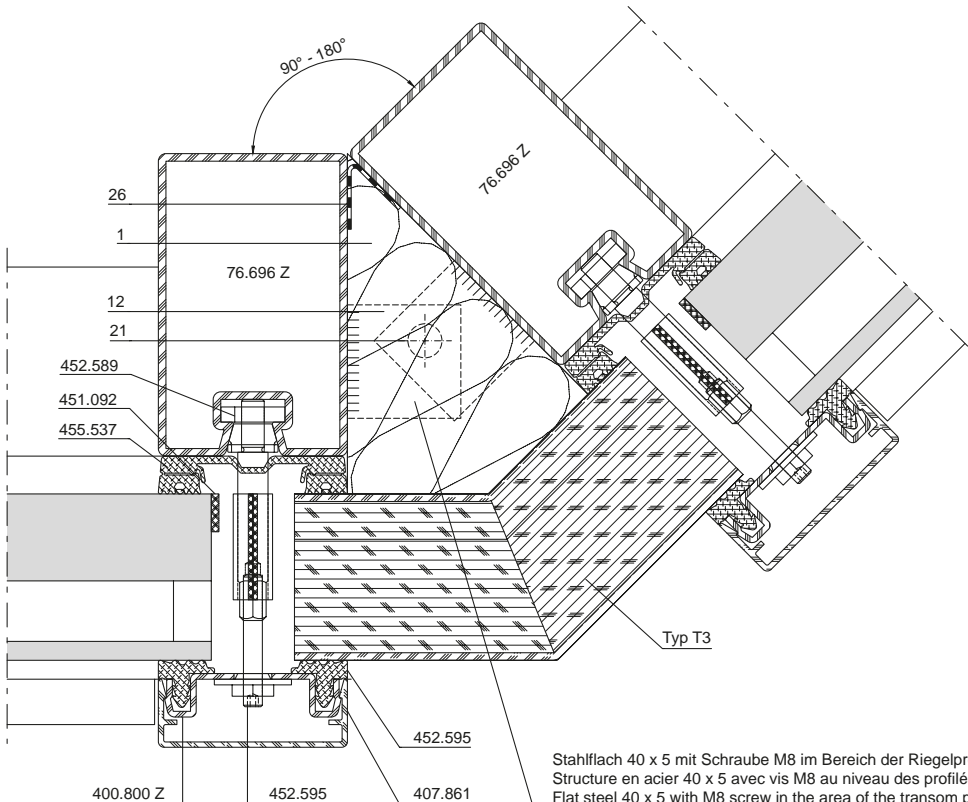 90° - 180°
76.696 Z
26
1
76.696 Z
12
21
452.589
451.092
455.537
Typ T3
452.595
400.800 Z
452.595
407.861
Stahlflach 40 x 5 mit Schraube M8 im Bereich der
Structure en acier 40 x 5 avec vis M8 au niveau des
Flat steel 40 x 5 with M8 screw in the area of the transom